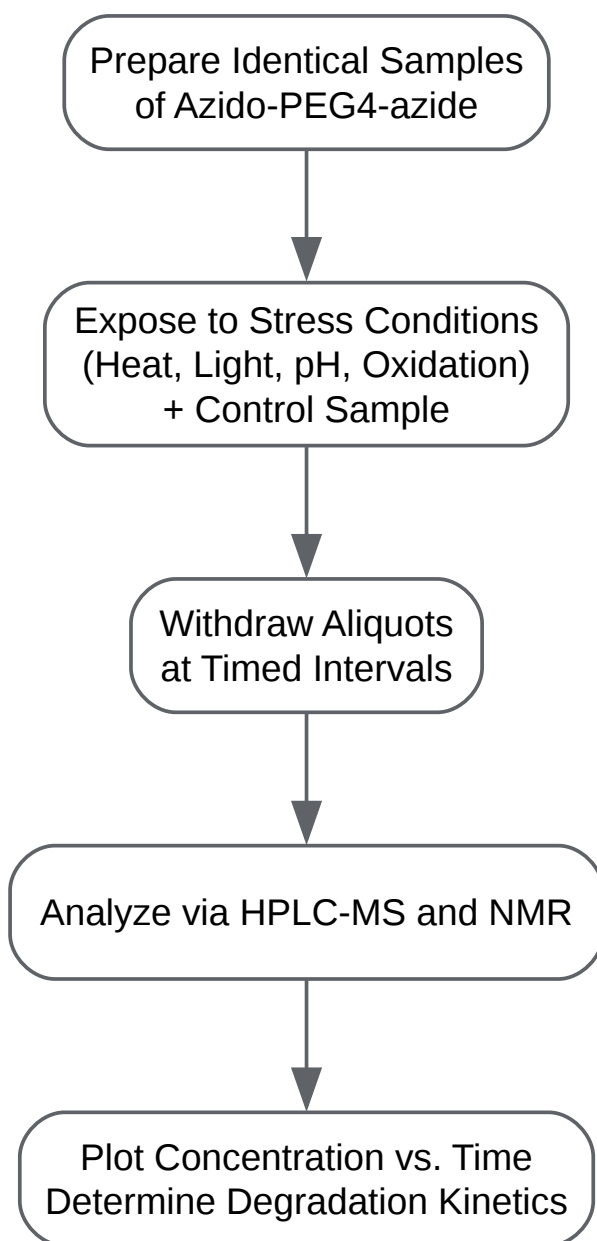 Prepare Identical Samples
of Azido-PEG4-azide
Expose to Stress Conditions
(Heat, Light, pH, Oxidation)
+ Control Sample
Withdraw Aliquots
at Timed Intervals
Analyze via HPLC-MS and NMR
Plot Concentration vs. Time
Determine Degradation Kinetics